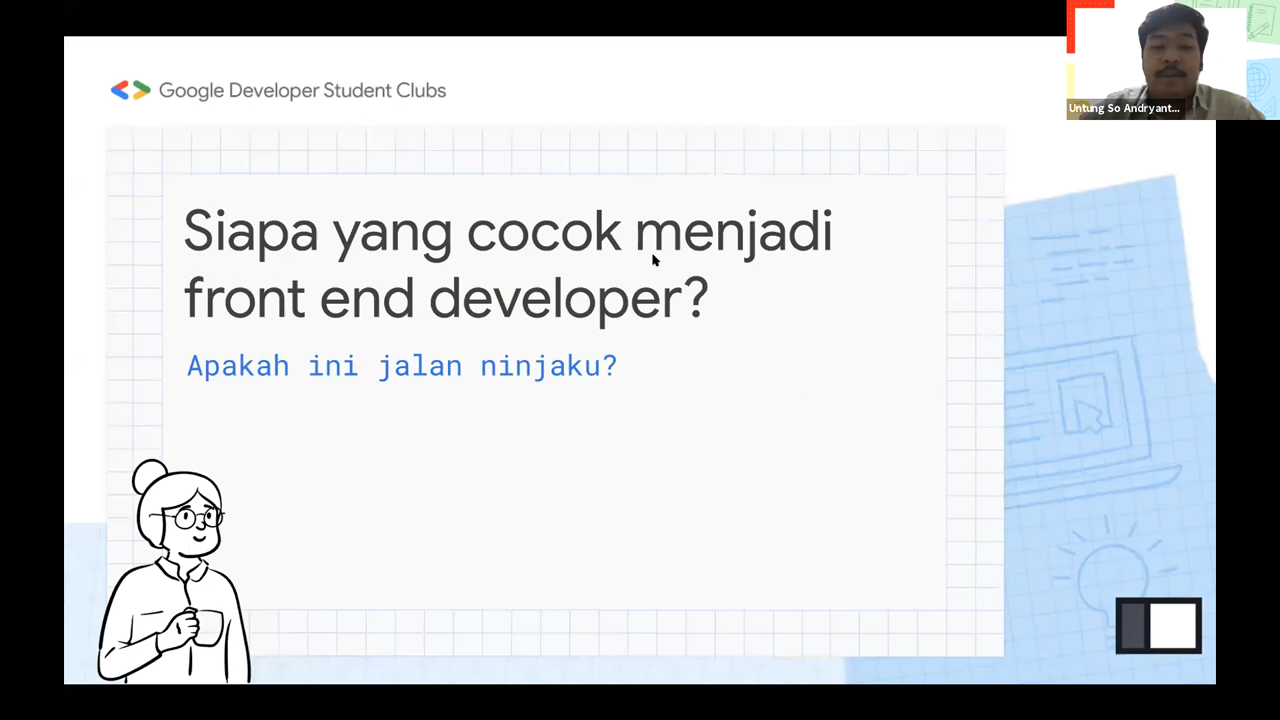 Google Developer Student Clubs
Untung So Andryant...
Siapa yang cocok menjadi
front end developer?
Apakah ini jalan ninjaku?